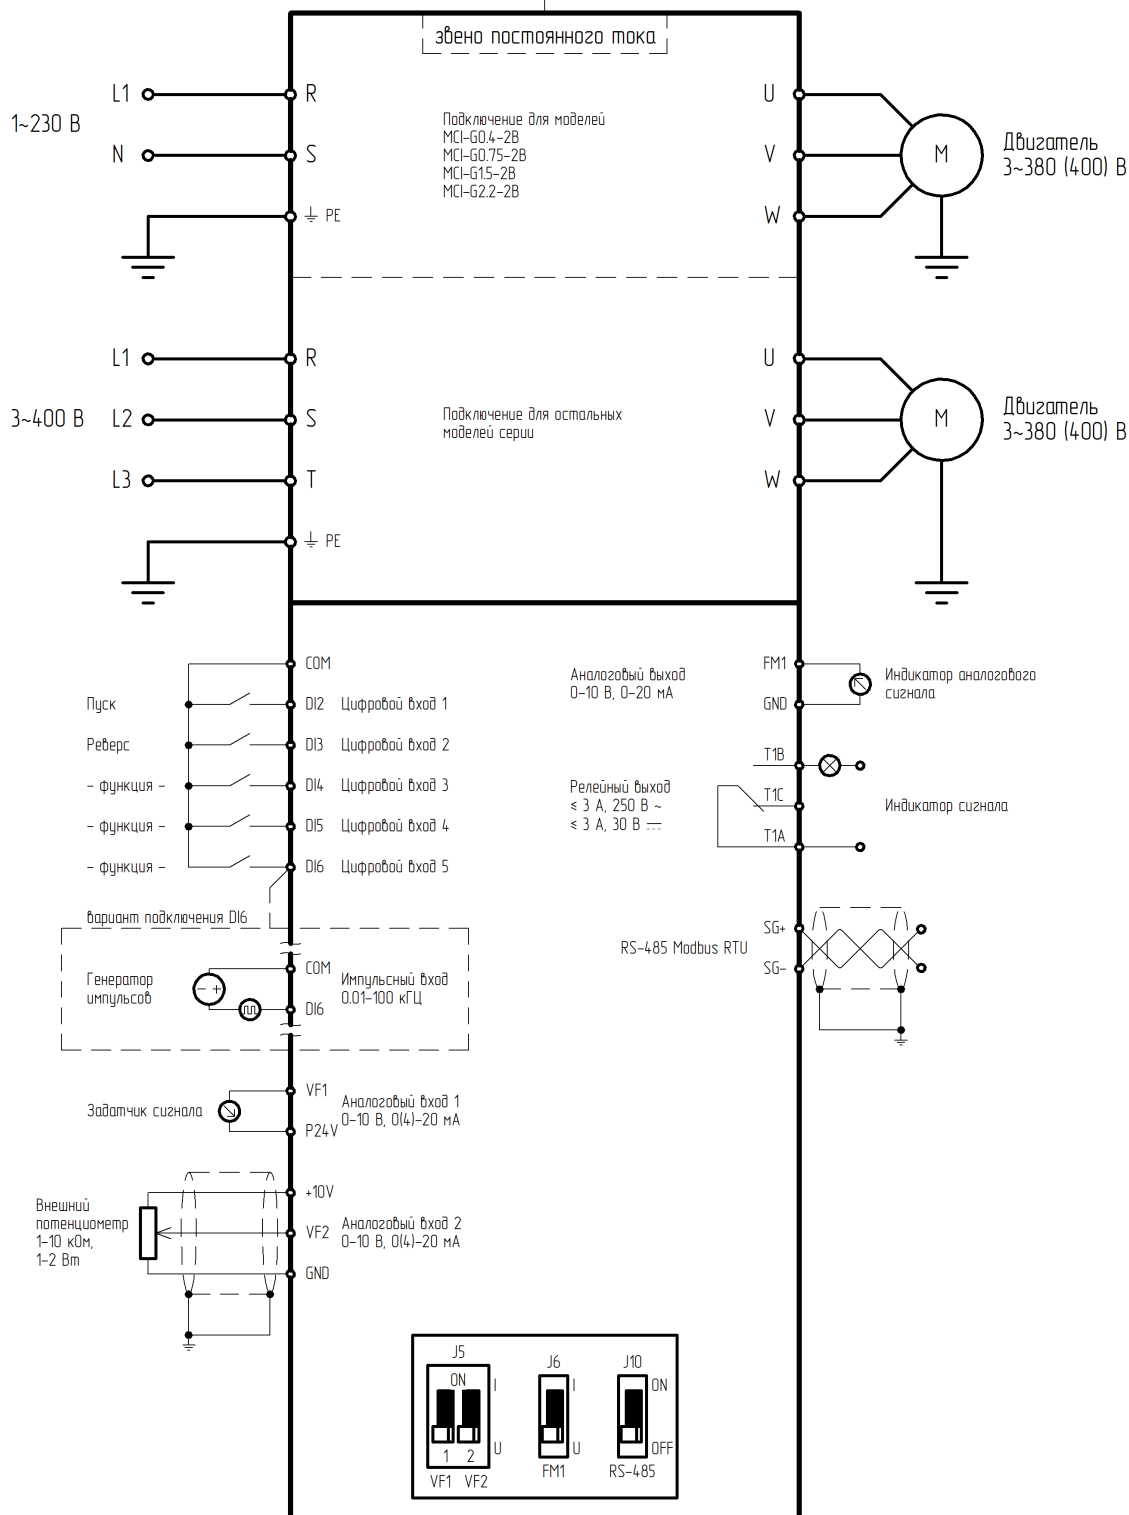 звено постоянного тока
L1
R
1~230 В
N
S
PE
Подключение для моделей
MCI-G0.4-2B
MCI-G0.75-2B
MCI-G1.5-2B
MCI-G2.2-2B
U
V
W
M
Двигатель
3~380 (400) В
L1
R
3~400 В
L2
S
L3
T
PE
Подключение для остальных
моделей серии
U
V
W
M
Двигатель
3~380 (400) В
COM
Пуск
DI2 Цифровой вход 1
Реверс
DI3 Цифровой вход 2
- функция -
DI4 Цифровой вход 3
- функция -
DI5 Цифровой вход 4
- функция -
DI6 Цифровой вход 5
вариант подключения DI6
Генератор
импульсов
- +
COM
DI6
Импульсный вход
0.01-100 кГЦ
Задатчик сигнала
VF1
P24V
Аналоговый вход 1
0-10 В, 0(4)-20 мА
Внешний
потенциометр
1-10 кОм,
1-2 Вт
+10V
VF2
GND
Аналоговый вход 2
0-10 В, 0(4)-20 мА
Аналоговый выход
0-10 В, 0-20 мА
FM1
GND
Индикатор аналогового
сигнала
Релейный выход
≤ 3 А, 250 В ~
≤ 3 А, 30 В ⎓
T1B
T1C
T1A
Индикатор сигнала
RS-485 Modbus RTU
SG+
SG-
J5
ON
I
U
1 2
VF1 VF2
J6
I
U
FM1
J10
ON
OFF
RS-485